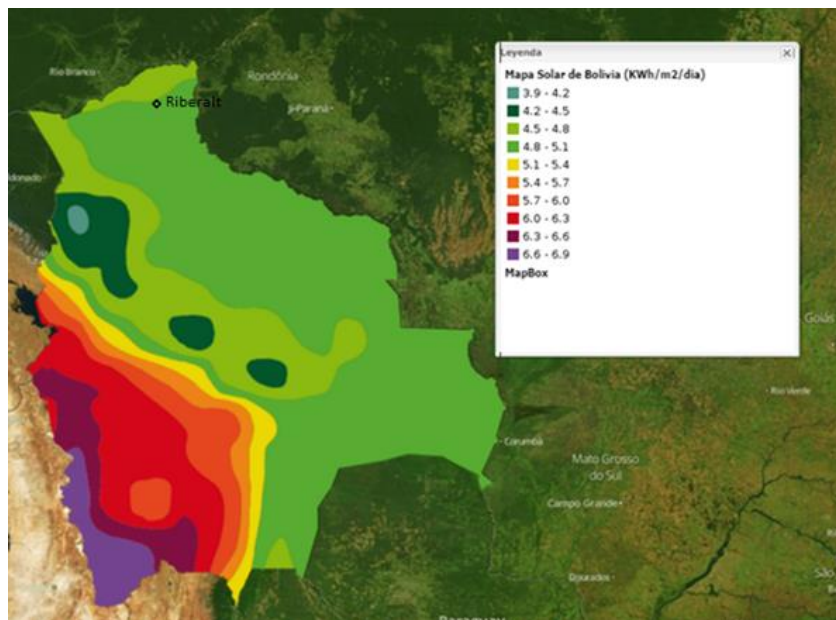 Leyenda
Mapa Solar de Bolivia (KWh/m2/dia)
3.9 - 4.2
4.2 - 4.5
4.5 - 4.8
4.8 - 5.1
5.1 - 5.4
5.4 - 5.7
5.7 - 6.0
6.0 - 6.3
6.3 - 6.6
6.6 - 6.9
MapBox
Rio Branco
Rondônia
Riberalt
Ji-Paraná
ldonado
Goiás
Rio Verde
Corumbá
Mato Grosso
do Sul
Campo Grande
Dourados
São
Paraguay